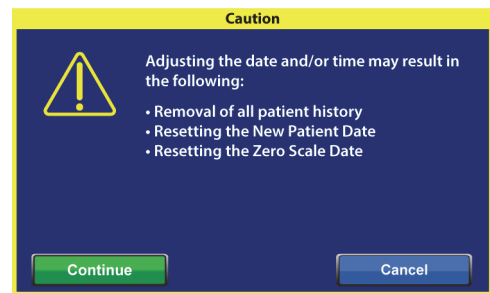 Caution
Adjusting the date and/or time may result in
the following:
• Removal of all patient history
• Resetting the New Patient Date
• Resetting the Zero Scale Date
Continue
Cancel